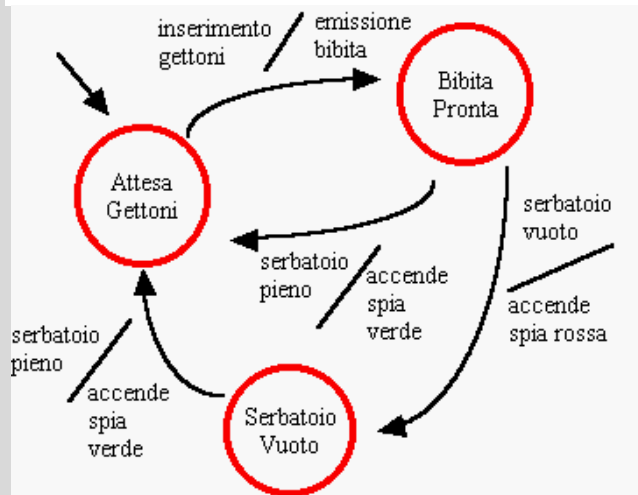 inserimento
gettoni
emissione
bibita
Bibita
Pronta
Attesa
Gettoni
serbatoio
vuoto
serbatoio
pieno
accende
spia
verde
accende
spia rossa
serbatoio
pieno
accende
spia
verde
Serbatoio
Vuoto